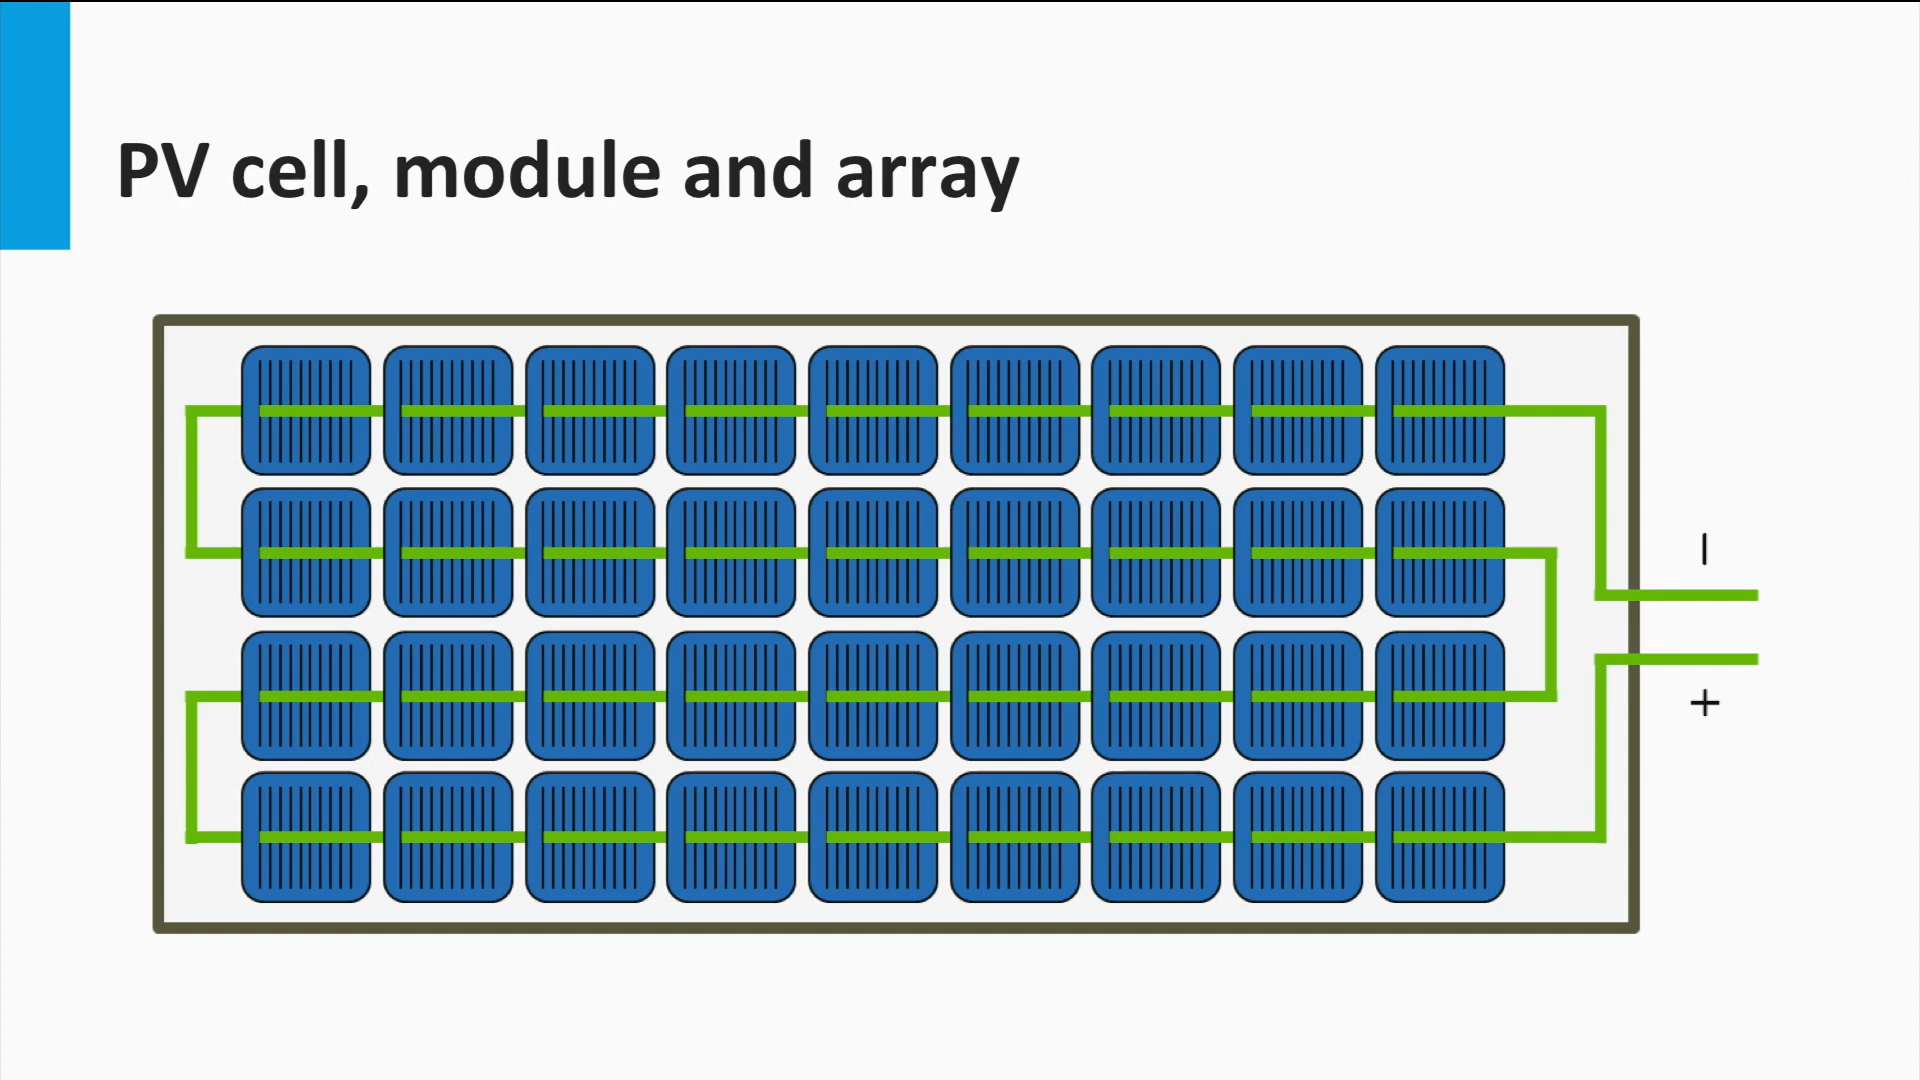 PV cell, module and array
|
+